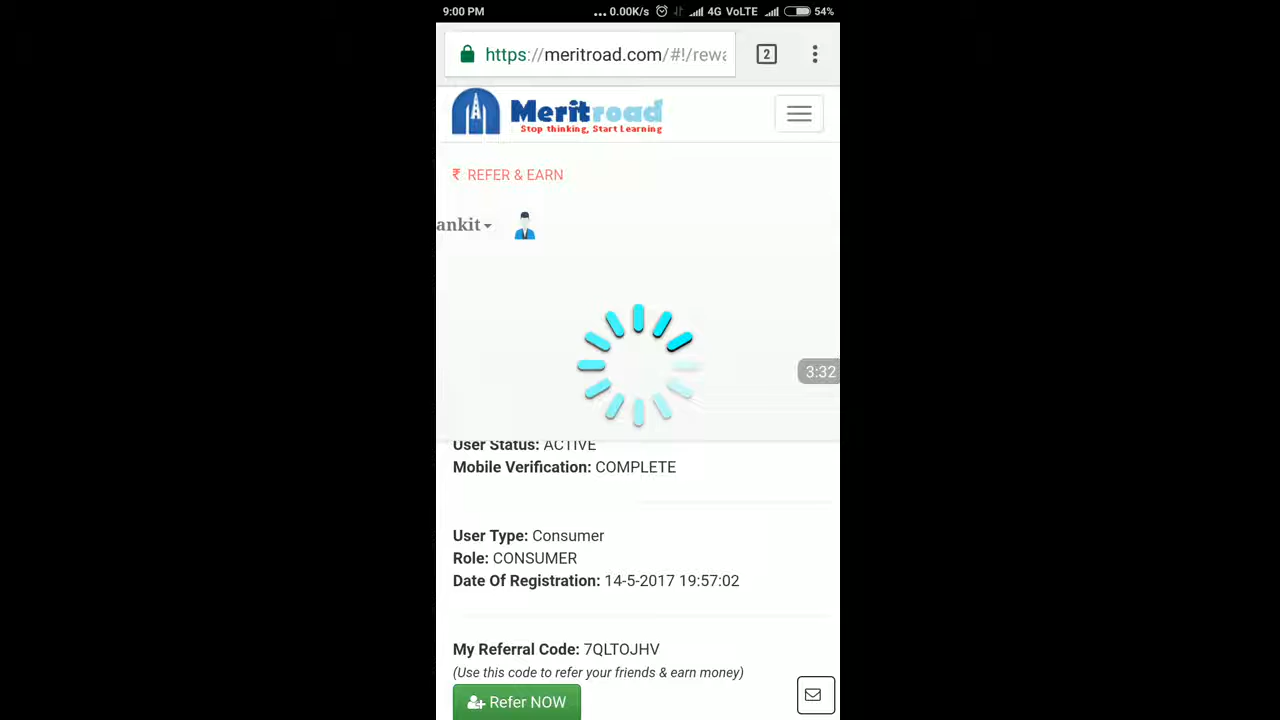 9:00 PM ... 0.00K/s 4G VoLTE 54%
https://meritroad.com/#!/rewa
2
Meritroad
Stop thinking, Start Learning
₹ REFER & EARN
ankit
3:32
User Status: ACTIVE
Mobile Verification: COMPLETE
User Type: Consumer
Role: CONSUMER
Date Of Registration: 14-5-2017 19:57:02
My Referral Code: 7QLTOJHV
(Use this code to refer your friends & earn money)
Refer NOW